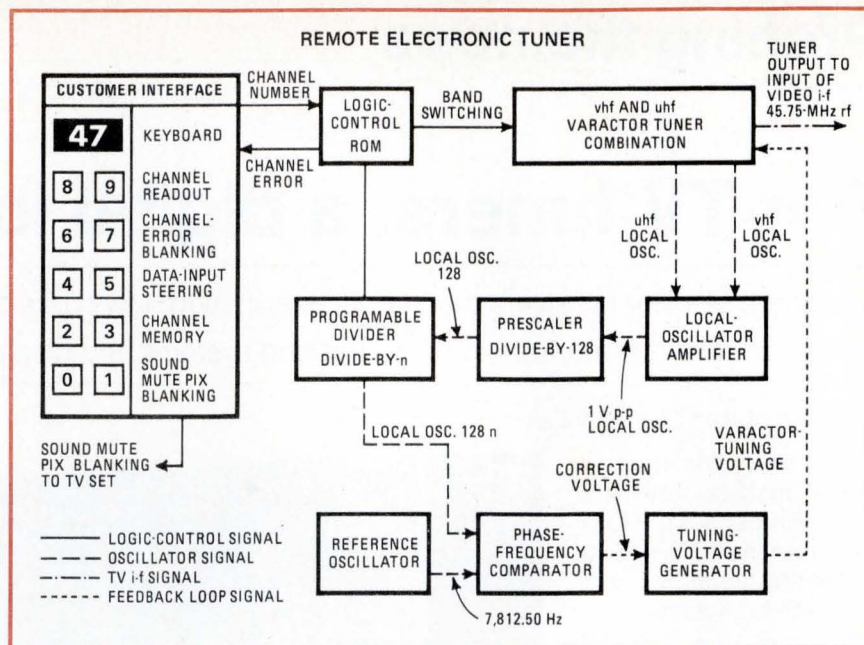 REMOTE ELECTRONIC TUNER
CUSTOMER INTERFACE
47
KEYBOARD
8 9
CHANNEL
READOUT
6 7
CHANNEL-
ERROR
BLANKING
4 5
DATA-INPUT
STEERING
2 3
CHANNEL
MEMORY
0 1
SOUND
MUTE PIX
BLANKING
SOUND MUTE
PIX BLANKING
TO TV SET
CHANNEL
NUMBER
CHANNEL
ERROR
LOGIC-
CONTROL
ROM
BAND
SWITCHING
vhf AND uhf
VARACTOR TUNER
COMBINATION
TUNER
OUTPUT TO
INPUT OF
VIDEO i-f
45.75-MHz rf
uhf
LOCAL
OSC.
vhf
LOCAL
OSC.
LOCAL OSC.
128
PROGRAMABLE
DIVIDER
DIVIDE-BY-n
PRESCALER
DIVIDE-BY-128
LOCAL-
OSCILLATOR
AMPLIFIER
1 V p-p
LOCAL OSC.
LOCAL OSC. 128 n
CORRECTION
VOLTAGE
VARACTOR-
TUNING
VOLTAGE
REFERENCE
OSCILLATOR
PHASE-
FREQUENCY
COMPARATOR
TUNING-
VOLTAGE
GENERATOR
7,812.50 Hz
LOGIC-CONTROL SIGNAL
OSCILLATOR SIGNAL
TV i-f SIGNAL
FEEDBACK LOOP SIGNAL